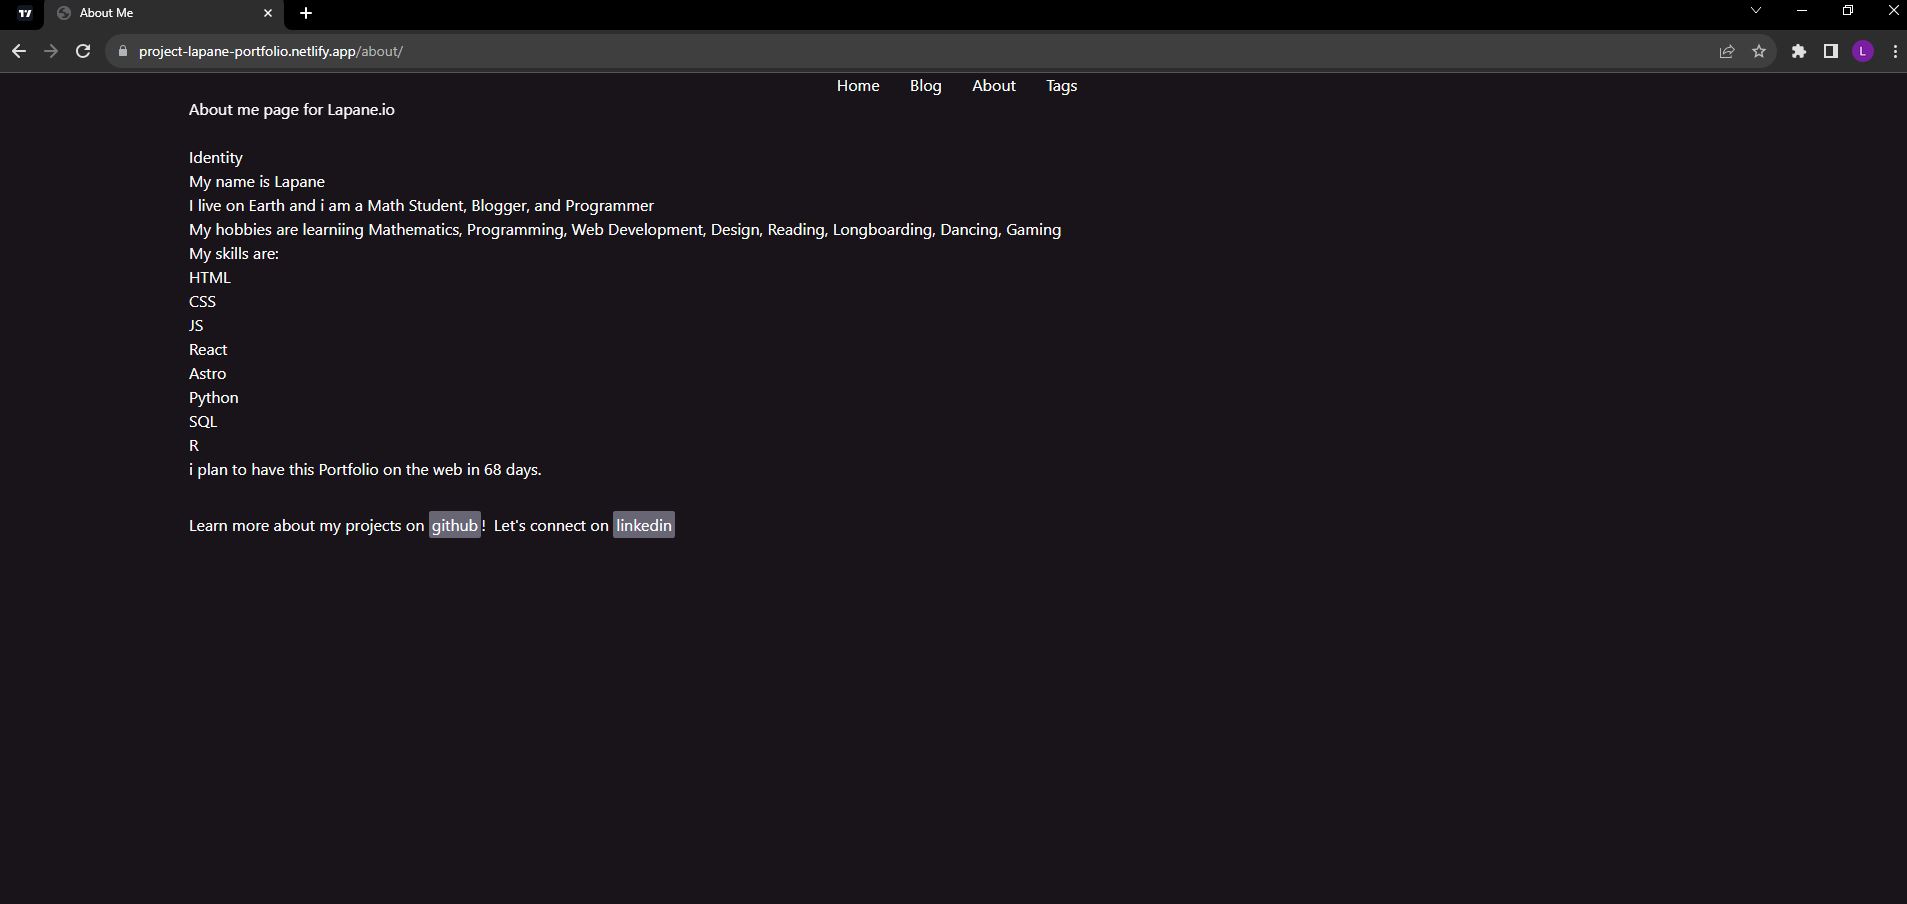 About Me
project-lapane-portfolio.netlify.app/about/
L
Home Blog About Tags
About me page for Lapane.io
Identity
My name is Lapane
I live on Earth and i am a Math Student, Blogger, and Programmer
My hobbies are learniing Mathematics, Programming, Web Development, Design, Reading, Longboarding, Dancing, Gaming
My skills are:
HTML
CSS
JS
React
Astro
Python
SQL
R
i plan to have this Portfolio on the web in 68 days.
Learn more about my projects on github! Let's connect on linkedin